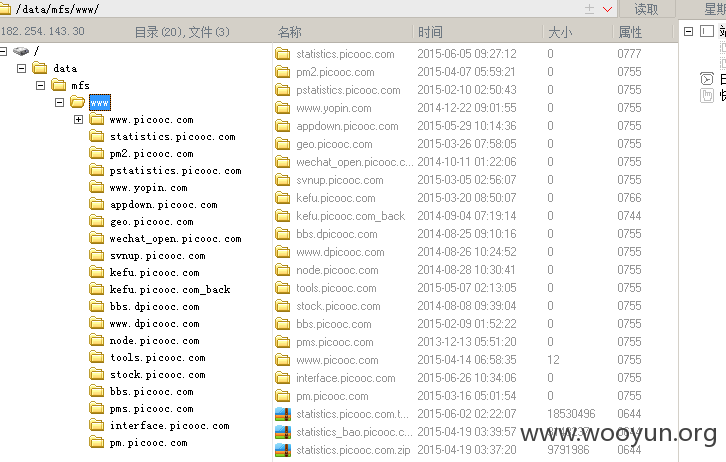 /data/mfs/www/ 读取 星期
182.254.143.30 目录(20),文件(3) 名称 时间 大小 属性
/
data
mfs
www
www.picooc.com
statistics.picooc.com
pm2.picooc.com
pstatistics.picooc.com
www.yopin.com
appdown.picooc.com
geo.picooc.com
wechat_open.picooc.com
svnup.picooc.com
kefu.picooc.com
kefu.picooc.com_back
bbs.dpicooc.com
www.dpicooc.com
node.picooc.com
tools.picooc.com
stock.picooc.com
bbs.picooc.com
pms.picooc.com
interface.picooc.com
pm.picooc.com
statistics.picooc.com 2015-06-05 09:27:12 0 0777
pm2.picooc.com 2015-04-07 05:59:21 0 0755
pstatistics.picooc.com 2015-02-10 02:50:43 0 0755
www.yopin.com 2014-12-22 09:01:55 0 0755
appdown.picooc.com 2015-05-29 10:14:36 0 0755
geo.picooc.com 2015-03-26 07:58:05 0 0755
wechat_open.picooc.c... 2014-10-11 01:22:06 0 0755
svnup.picooc.com 2015-03-05 02:56:07 0 0755
kefu.picooc.com 2015-03-20 08:50:07 0 0766
kefu.picooc.com_back 2014-09-04 07:19:14 0 0744
bbs.dpicooc.com 2014-08-25 09:10:16 0 0755
www.dpicooc.com 2014-08-26 10:24:52 0 0755
node.picooc.com 2014-08-28 10:30:41 0 0755
tools.picooc.com 2015-05-07 02:13:05 0 0755
stock.picooc.com 2014-08-08 09:39:04 0 0755
bbs.picooc.com 2015-02-09 01:52:22 0 0755
pms.picooc.com 2013-12-13 05:51:20 0 0755
www.picooc.com 2015-04-14 06:58:35 12 0755
interface.picooc.com 2015-06-26 10:34:06 0 0755
pm.picooc.com 2015-03-16 05:01:54 0 0755
statistics.picooc.com.t... 2015-06-02 02:22:07 18530496 0644
statistics_bao.picooc.c... 2015-04-19 03:39:57 0644
statistics.picooc.com.zip 2015-04-19 03:37:20 9791986 0644
www.wooyun.org